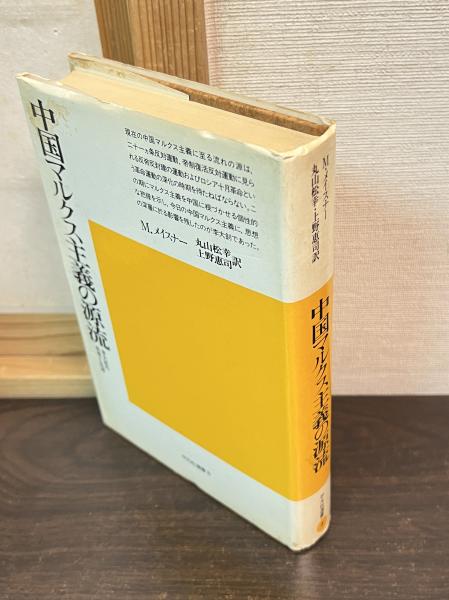 中国マルクス主義の源流
現在の中国マルクス主義に至る流れの源は、
二十一ヵ条反対運動、帝制復活反対運動に見ら
れる反帝反封建の運動およびロシア十月革命とい
う革命運動の深化の時期を待たねばならない。こ
の期にマルクス主義を中国に根づかせる個性的
な把握を示し、今日の中国マルクス主義に、思想
の深層に於る影響を残したのが李大釗であった。
M.メイスナー
丸山松幸
上野恵司訳
M.メイスナー
丸山松幸・上野恵司訳
中国マルクス主義の源流